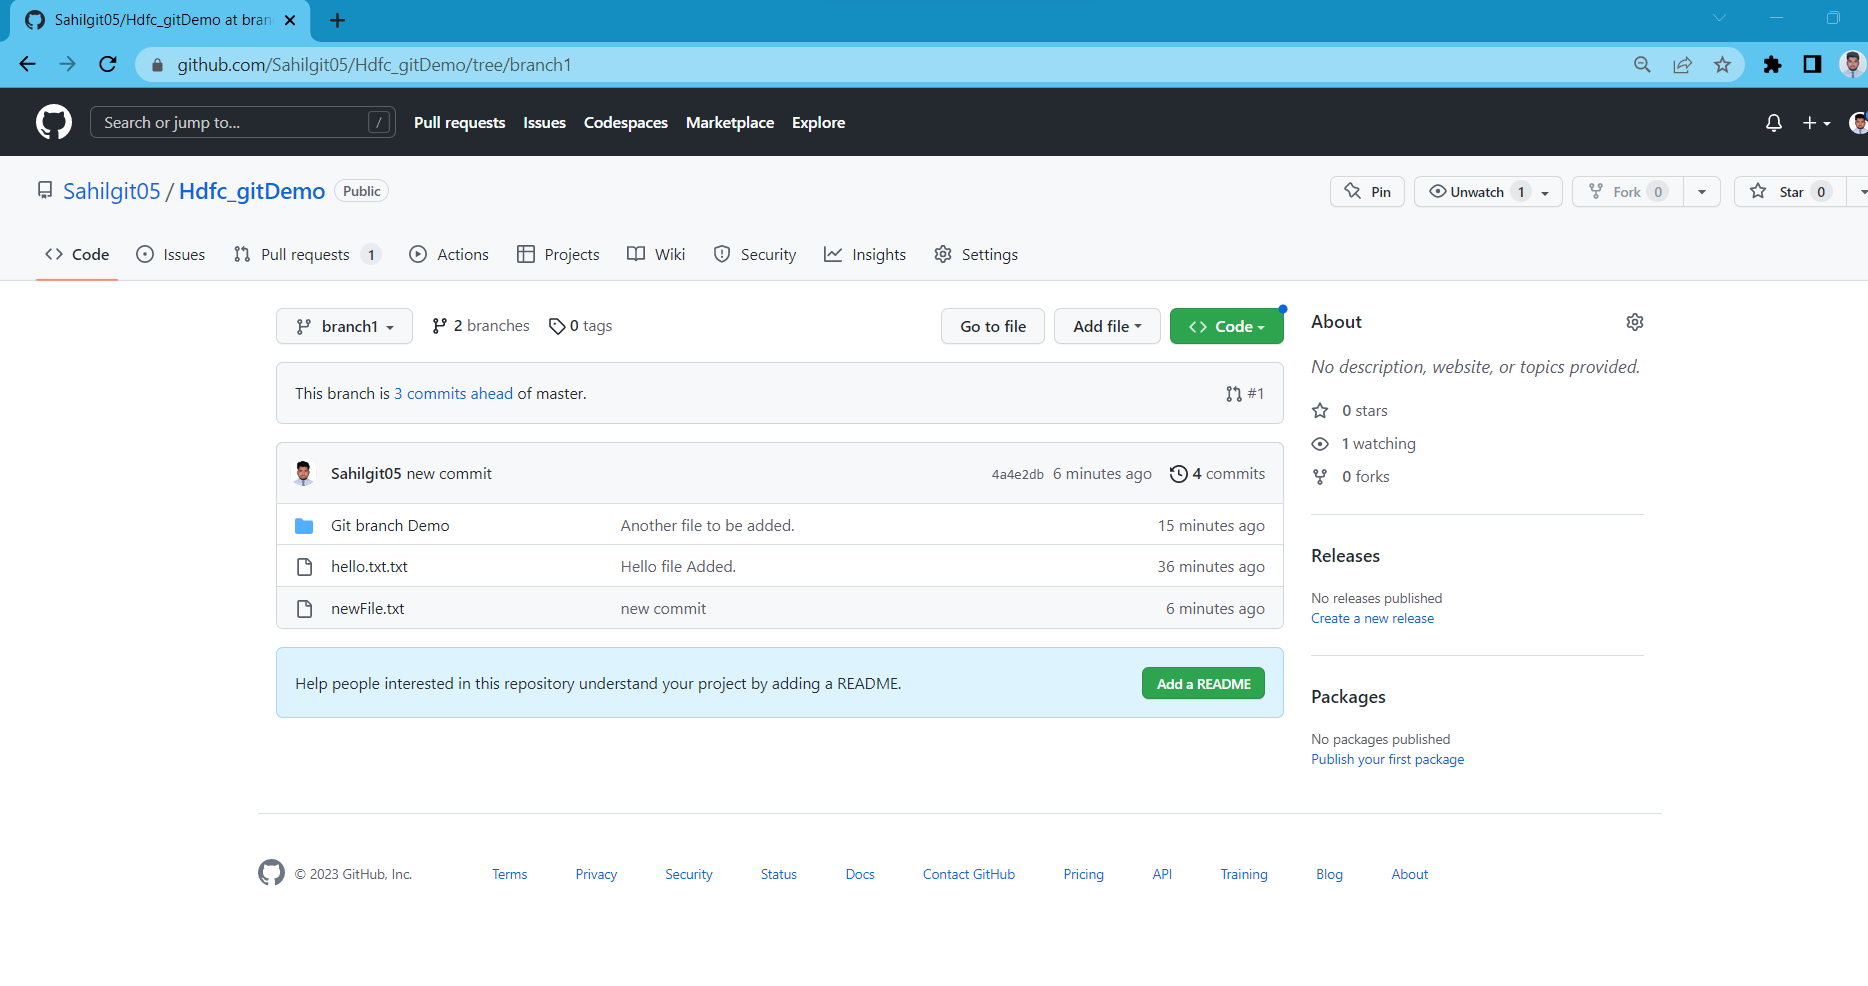 Sahilgit05/Hdfc_gitDemo at bran
github.com/Sahilgit05/Hdfc_gitDemo/tree/branch1
Search or jump to... / Pull requests Issues Codespaces Marketplace Explore
Sahilgit05 / Hdfc_gitDemo Public Pin Unwatch 1 Fork 0 Star 0
Code Issues Pull requests 1 Actions Projects Wiki Security Insights Settings
branch1 2 branches 0 tags Go to file Add file Code
This branch is 3 commits ahead of master. #1
Sahilgit05 new commit 4a4e2db 6 minutes ago 4 commits
Git branch Demo Another file to be added. 15 minutes ago
hello.txt.txt Hello file Added. 36 minutes ago
newFile.txt new commit 6 minutes ago
Help people interested in this repository understand your project by adding a README. Add a README
About
No description, website, or topics provided.
0 stars
1 watching
0 forks
Releases
No releases published
Create a new release
Packages
No packages published
Publish your first package
© 2023 GitHub, Inc. Terms Privacy Security Status Docs Contact GitHub Pricing API Training Blog About